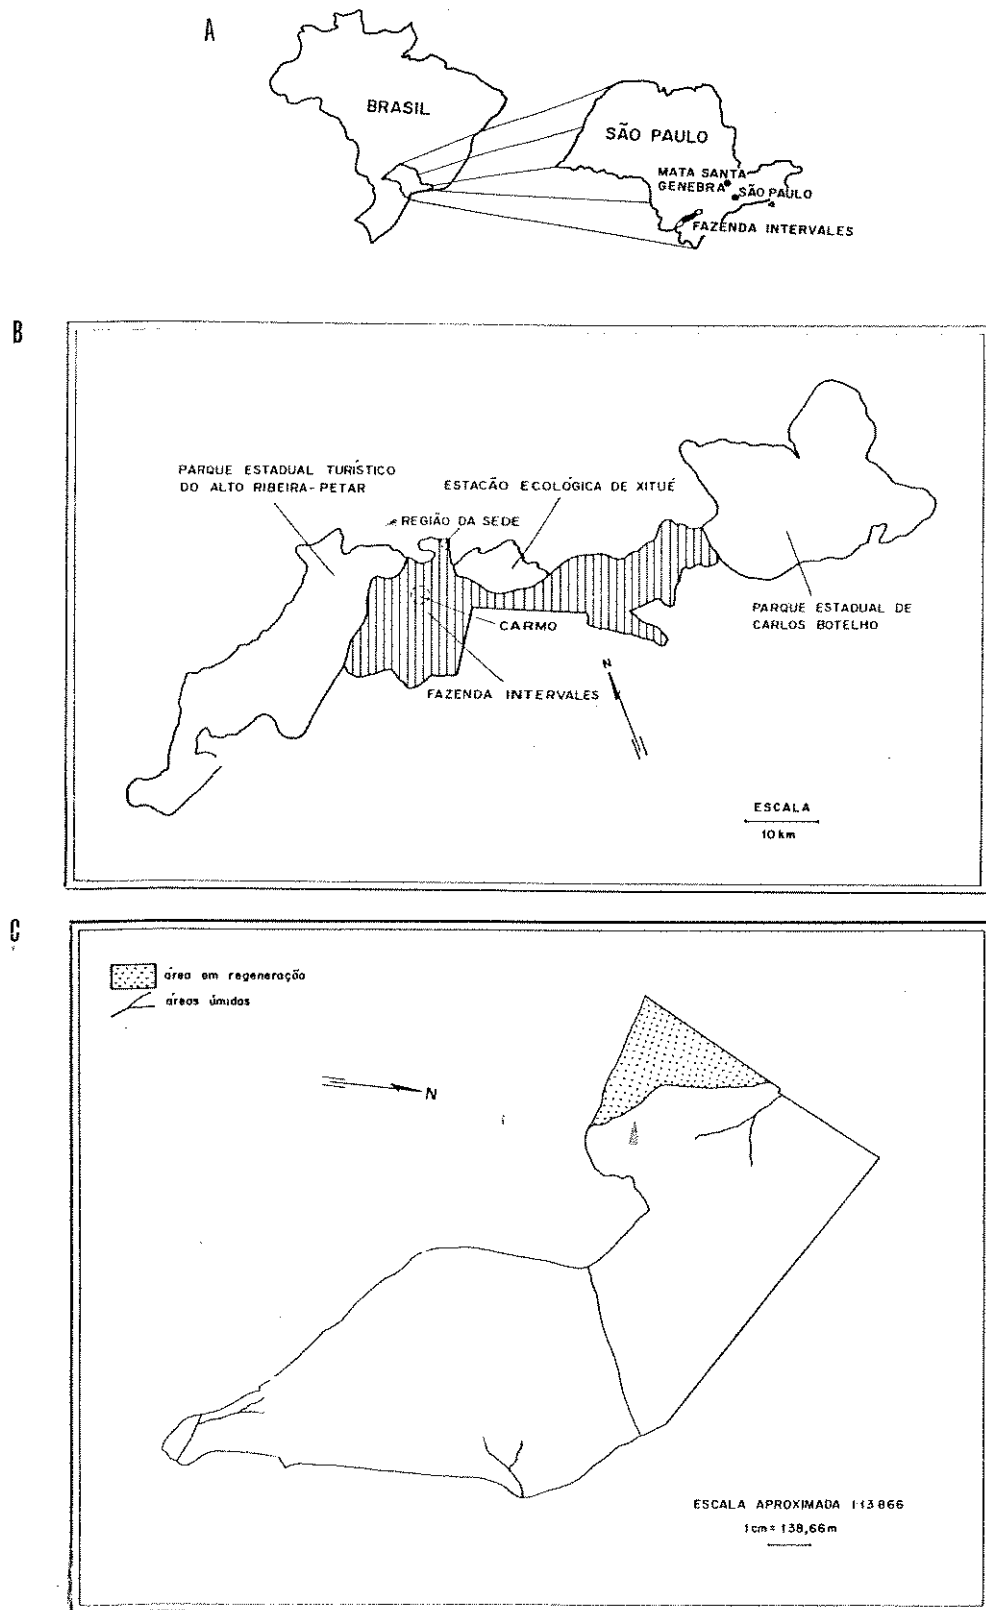 A
BRASIL
SÃO PAULO
MATA SANTA
GENEBRA
SÃO PAULO
FAZENDA INTERVALES
B
PARQUE ESTADUAL TURÍSTICO
DO ALTO RIBEIRA-PETAR
ESTACÃO ECOLÓGICA DE XITUÉ
REGIÃO DA SEDE
CARMO
PARQUE ESTADUAL DE
CARLOS BOTELHO
FAZENDA INTERVALES
N
ESCALA
10 km
C
área em regeneração
áreas úmidas
N
ESCALA APROXIMADA 1:13 866
1 cm = 138,66 m